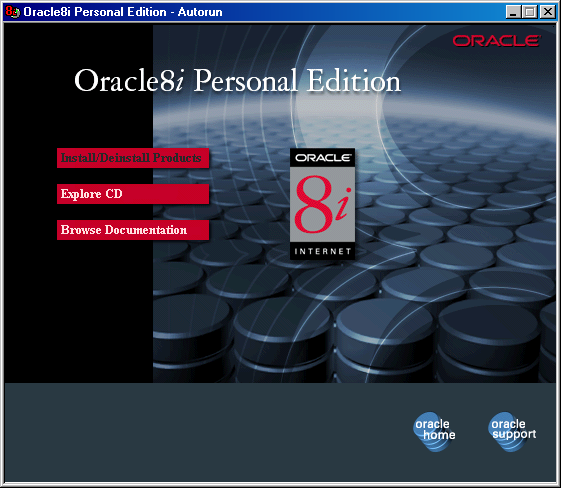 Oracle8i Personal Edition - Autorun
ORACLE
Oracle8i Personal Edition
Install/Deinstall Products
Explore CD
Browse Documentation
ORACLE
8i
INTERNET
oracle home
oracle support